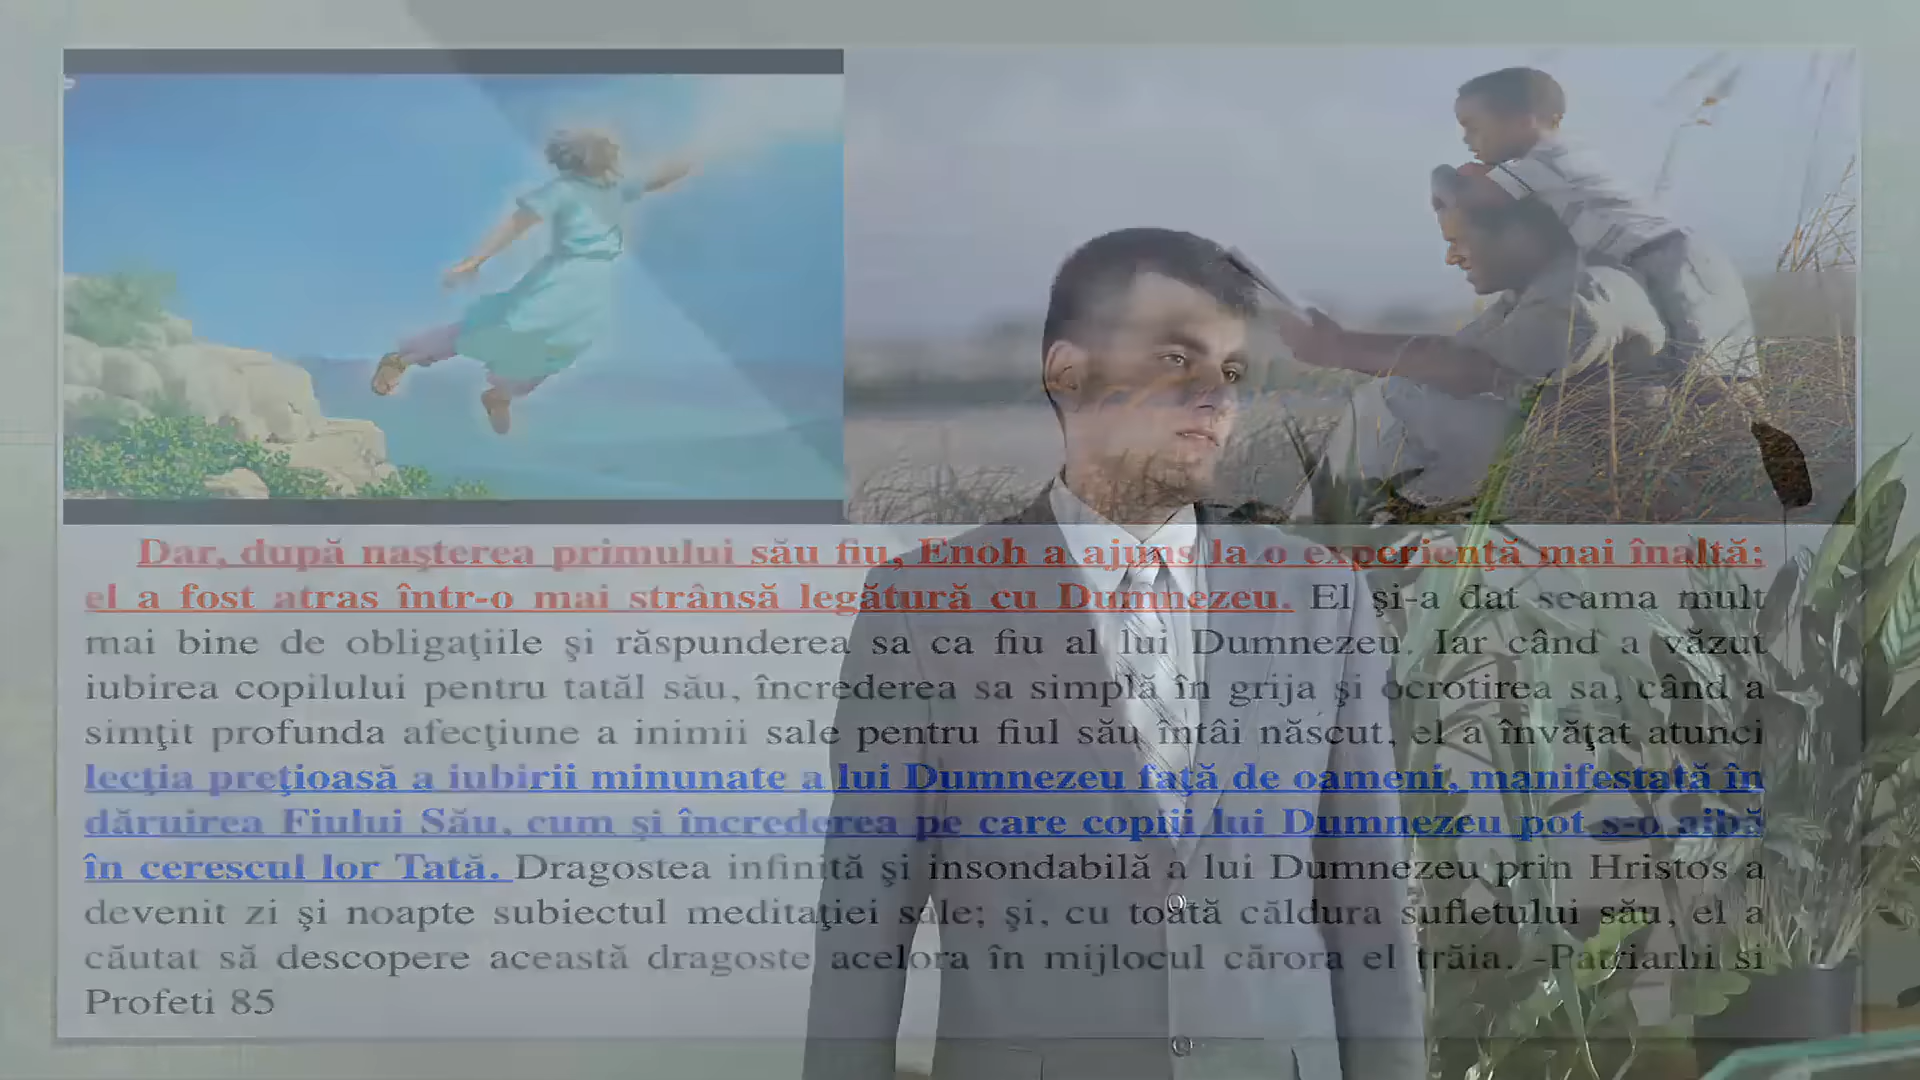 Dar, după naşterea primului său fiu, Enoh a ajuns la o experienţă mai înaltă;
el a fost atras într-o mai strânsă legătură cu Dumnezeu. El şi-a dat seama mult
mai bine de obligaţiile şi răspunderea sa ca fiu al lui Dumnezeu. Iar când a văzut
iubirea copilului pentru tatăl său, încrederea sa simplă în grija şi ocrotirea sa, când a
simţit profunda afecţiune a inimii sale pentru fiul său întâi născut, el a învăţat atunci
lecţia preţioasă a iubirii minunate a lui Dumnezeu faţă de oameni, manifestată în
dăruirea Fiului Său, cum şi încrederea pe care copiii lui Dumnezeu pot s-o aibă
în cerescul lor Tată. Dragostea infinită şi insondabilă a lui Dumnezeu prin Hristos a
devenit zi şi noapte subiectul meditaţiei sale; şi, cu toată căldura sufletului său, el a
căutat să descopere această dragoste acelora în mijlocul cărora el trăia. -Patriarhi si
Profeti 85